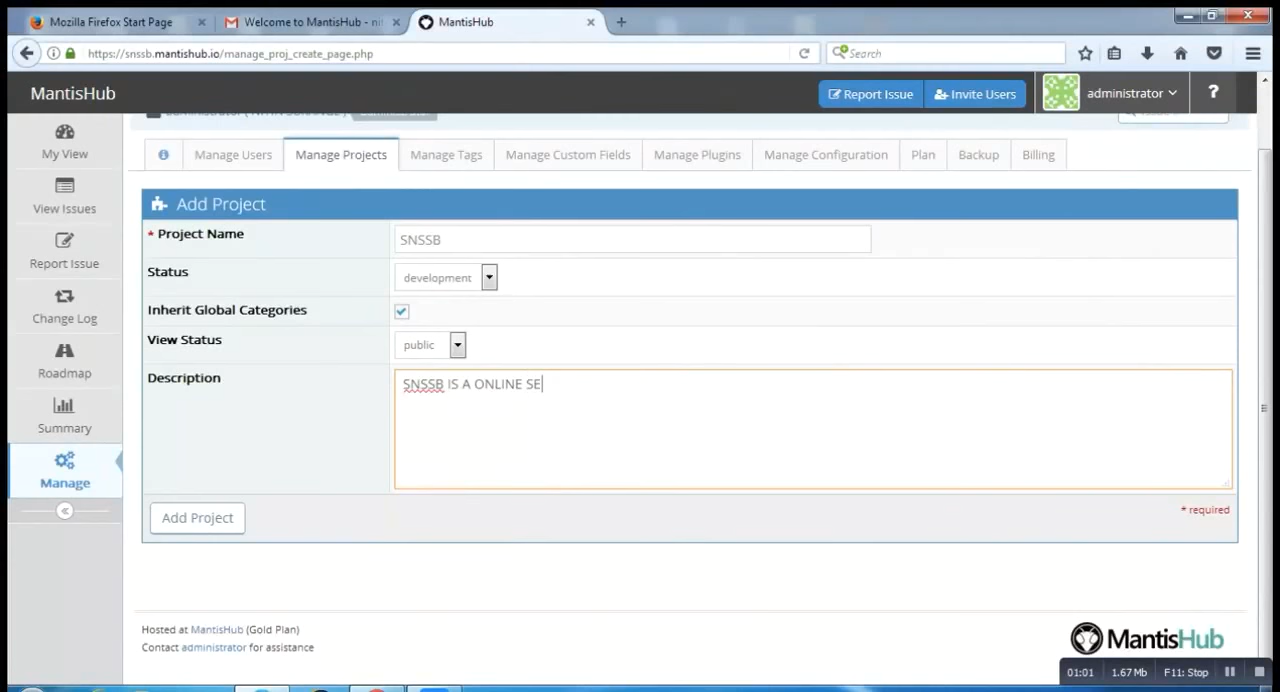 Mozilla Firefox Start Page
Welcome to MantisHub - ni
MantisHub
https://snssb.mantishub.io/manage_proj_create_page.php
Search
MantisHub
Report Issue
Invite Users
administrator
?
My View
View Issues
Report Issue
Change Log
Roadmap
Summary
Manage
Manage Users
Manage Projects
Manage Tags
Manage Custom Fields
Manage Plugins
Manage Configuration
Plan
Backup
Billing
Add Project
* Project Name
SNSSB
Status
development
Inherit Global Categories
View Status
public
Description
SNSSB IS A ONLINE SE
Add Project
* required
Hosted at MantisHub (Gold Plan)
Contact administrator for assistance
MantisHub
01:01
1.67 MB
F11: Stop